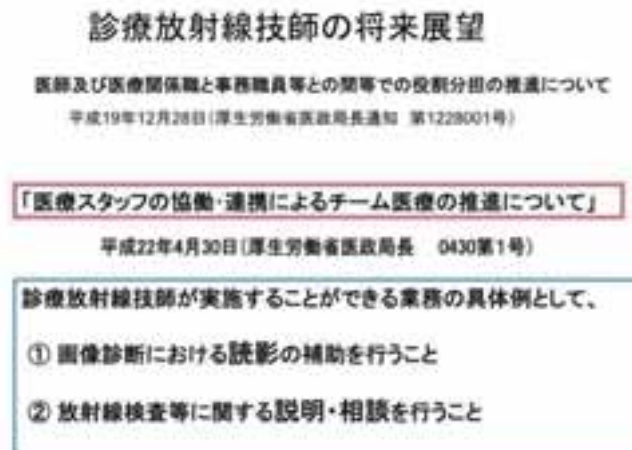 診療放射線技師の将来展望
医師及び医療関係職と事務職員等との間等での役割分担の推進について
平成19年12月28日(厚生労働省医政局長通知 第1228001号)
「医療スタッフの協働・連携によるチーム医療の推進について」
平成22年4月30日(厚生労働省医政局長 0430第1号)
診療放射線技師が実施することができる業務の具体例として、
① 画像診断における読影の補助を行うこと
② 放射線検査等に関する説明・相談を行うこと